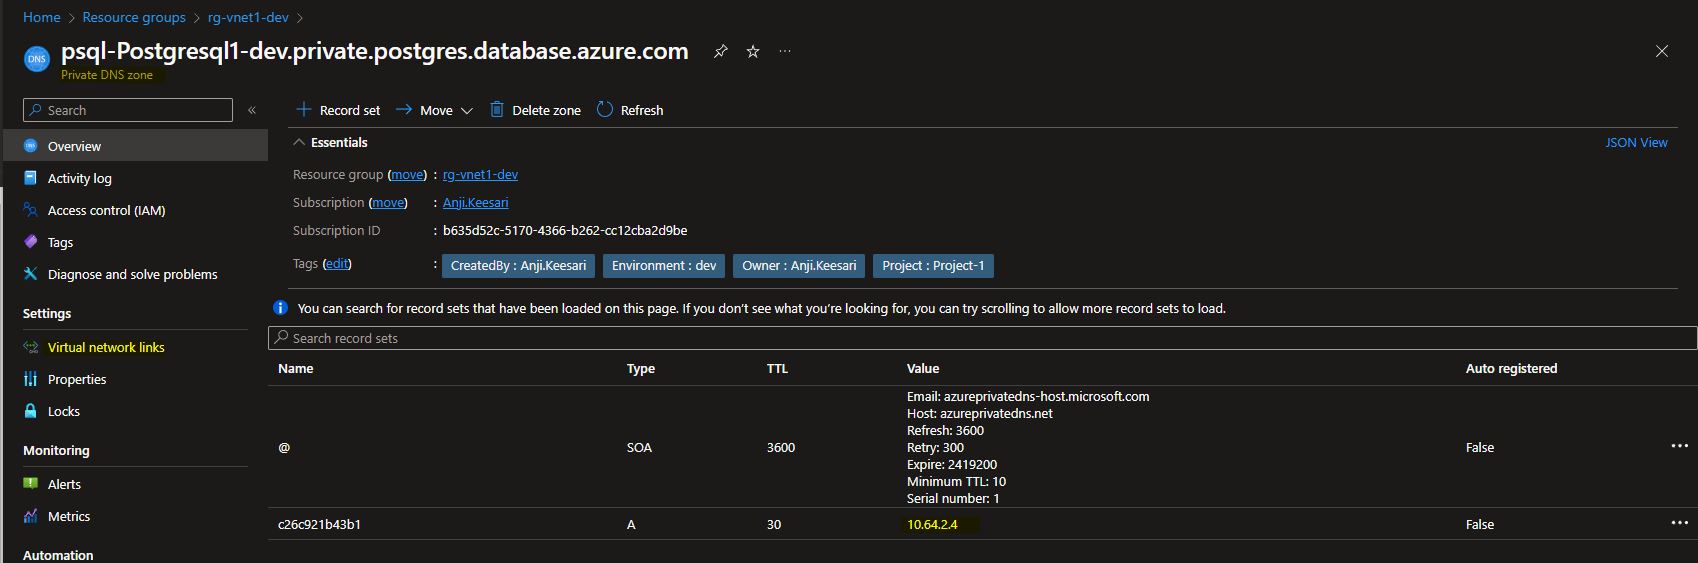 Home > Resource groups > rg-vnet1-dev >
DNS psql-Postgresql1-dev.private.postgres.database.azure.com ...
Private DNS zone
Search «
Overview
Activity log
Access control (IAM)
Tags
Diagnose and solve problems
Settings
Virtual network links
Properties
Locks
Monitoring
Alerts
Metrics
Automation
Record set Move Delete zone Refresh
Essentials JSON View
Resource group (move) : rg-vnet1-dev
Subscription (move) : Anji.Keesari
Subscription ID : b635d52c-5170-4366-b262-cc12cba2d9be
Tags (edit) : CreatedBy : Anji.Keesari Environment : dev Owner : Anji.Keesari Project : Project-1
You can search for record sets that have been loaded on this page. If you don't see what you're looking for, you can try scrolling to allow more record sets to load.
Search record sets
Name Type TTL Value Auto registered
@ SOA 3600
Email: azureprivatedns-host.microsoft.com
Host: azureprivatedns.net
Refresh: 3600
Retry: 300
Expire: 2419200
Minimum TTL: 10
Serial number: 1
False ...
c26c921b43b1 A 30 10.64.2.4 False ...